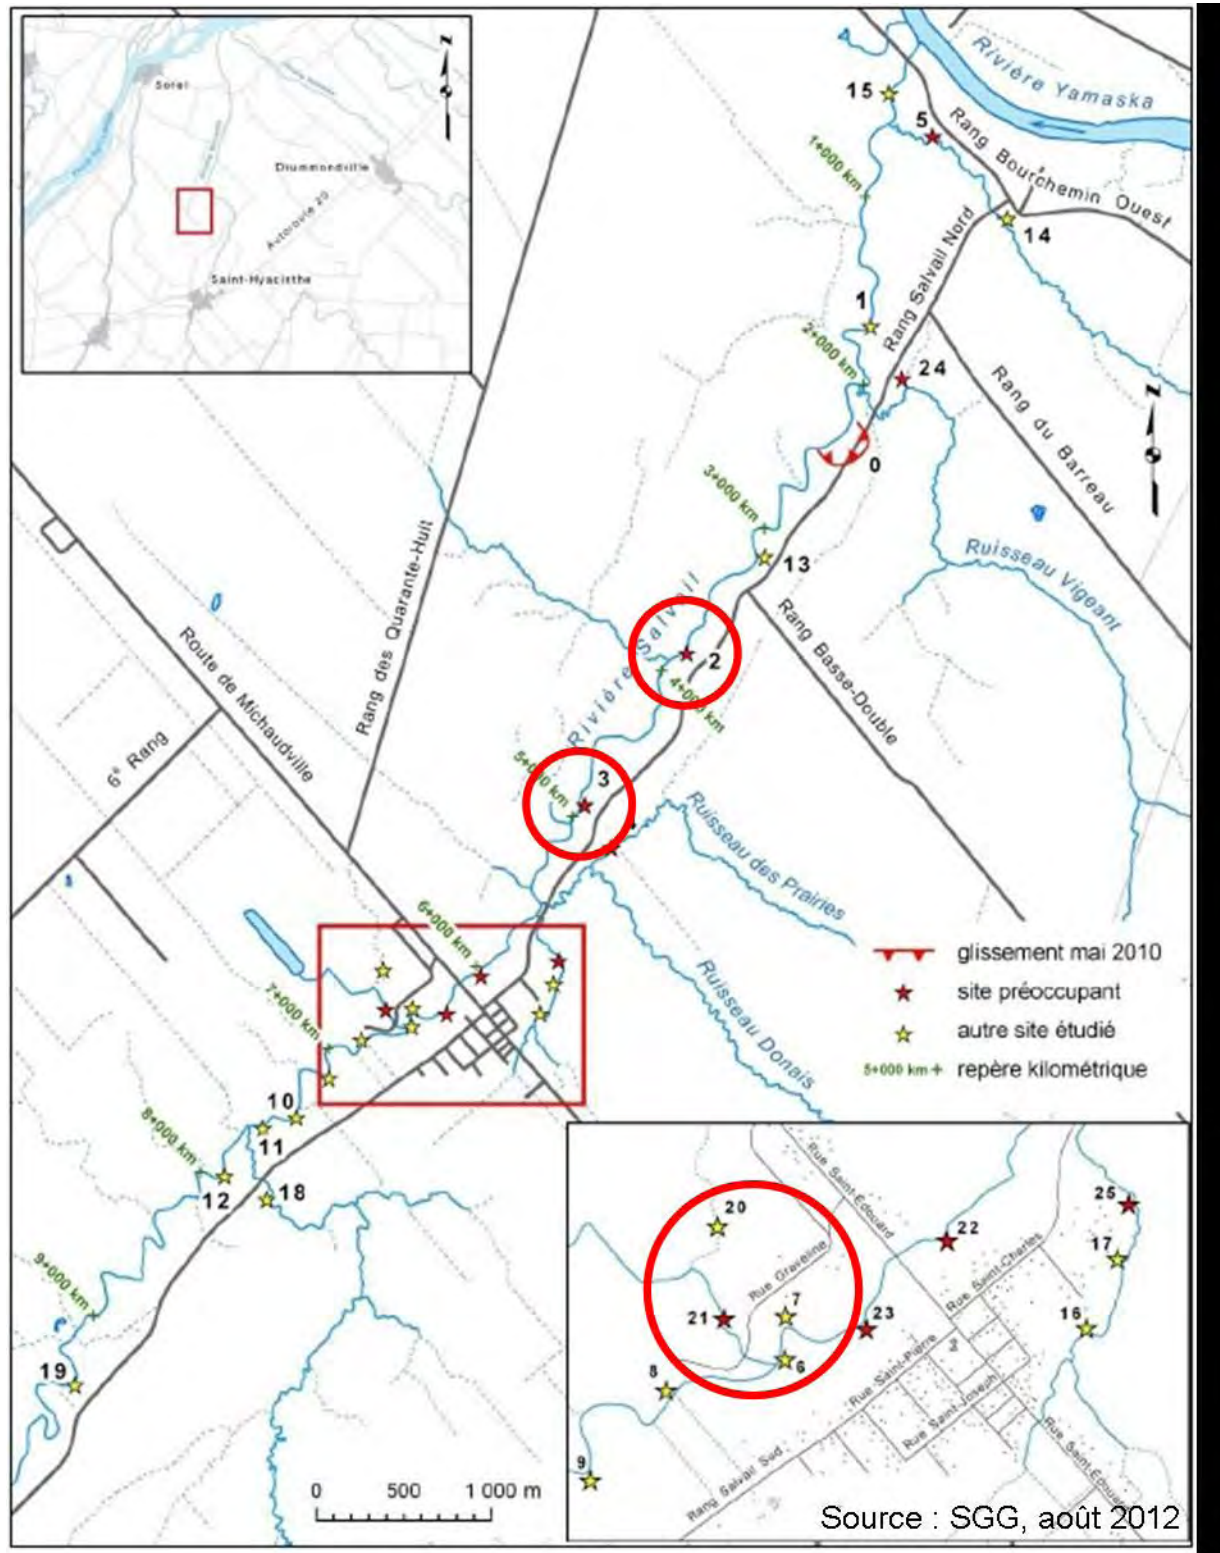 N
Sorel
Drummondville
Autoroute 20
Saint-Hyacinthe
Rivière Yamaska
15
5
Rang Bourchemin Ouest
1+000 km
14
Rang Salvail Nord
1
2+000 km
24
N
Rang du Barreau
0
3+000 km
13
Ruisseau Vigeant
Rang des Quarante-Huit
Rivière Salvail
2
4+000 km
Rang Basse-Double
Route de Michaudville
6e Rang
5+000 km
3
Ruisseau des Prairies
6+000 km
Ruisseau Donais
7+000 km
glissement mai 2010
site préoccupant
autre site étudié
5+000 km + repère kilométrique
10
8+000 km
11
12
18
9+000 km
19
0 500 1 000 m
Rue Saint-Edouard
20
22
25
Rue Graveline
17
Rue Saint-Charles
21
7
23
16
6
8
Rue Saint-Pierre
Rue Saint-Joseph
9
Rang Salvail Sud
Source : SGG, août 2012